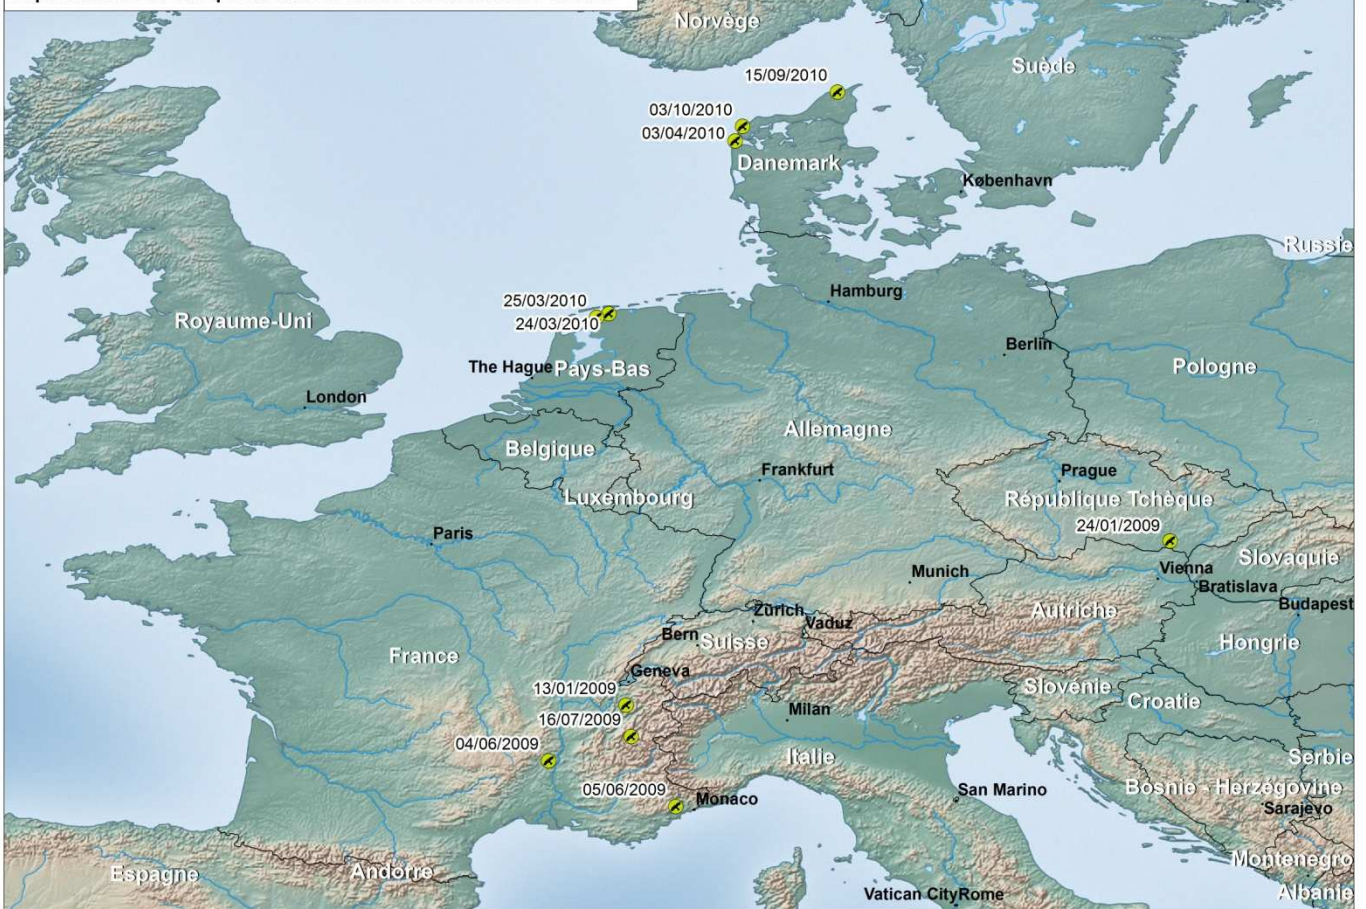 Norvège
Suède
15/09/2010
03/10/2010
03/04/2010
Danemark
København
Russie
Hamburg
25/03/2010
24/03/2010
Royaume-Uni
Berlin
The Hague
Pays-Bas
Pologne
London
Allemagne
Belgique
Frankfurt
Prague
Luxembourg
République Tchèque
24/01/2009
Paris
Slovaquie
Munich
Vienna
Bratislava
Budapest
Zürich
Autriche
Vaduz
Bern
Suisse
Hongrie
France
Geneva
13/01/2009
Slovénie
Croatie
Milan
16/07/2009
04/06/2009
Italie
Serbie
05/06/2009
Monaco
San Marino
Bosnie - Herzégovine
Sarajevo
Montenegro
Espagne
Andorre
Vatican City
Rome
Albanie